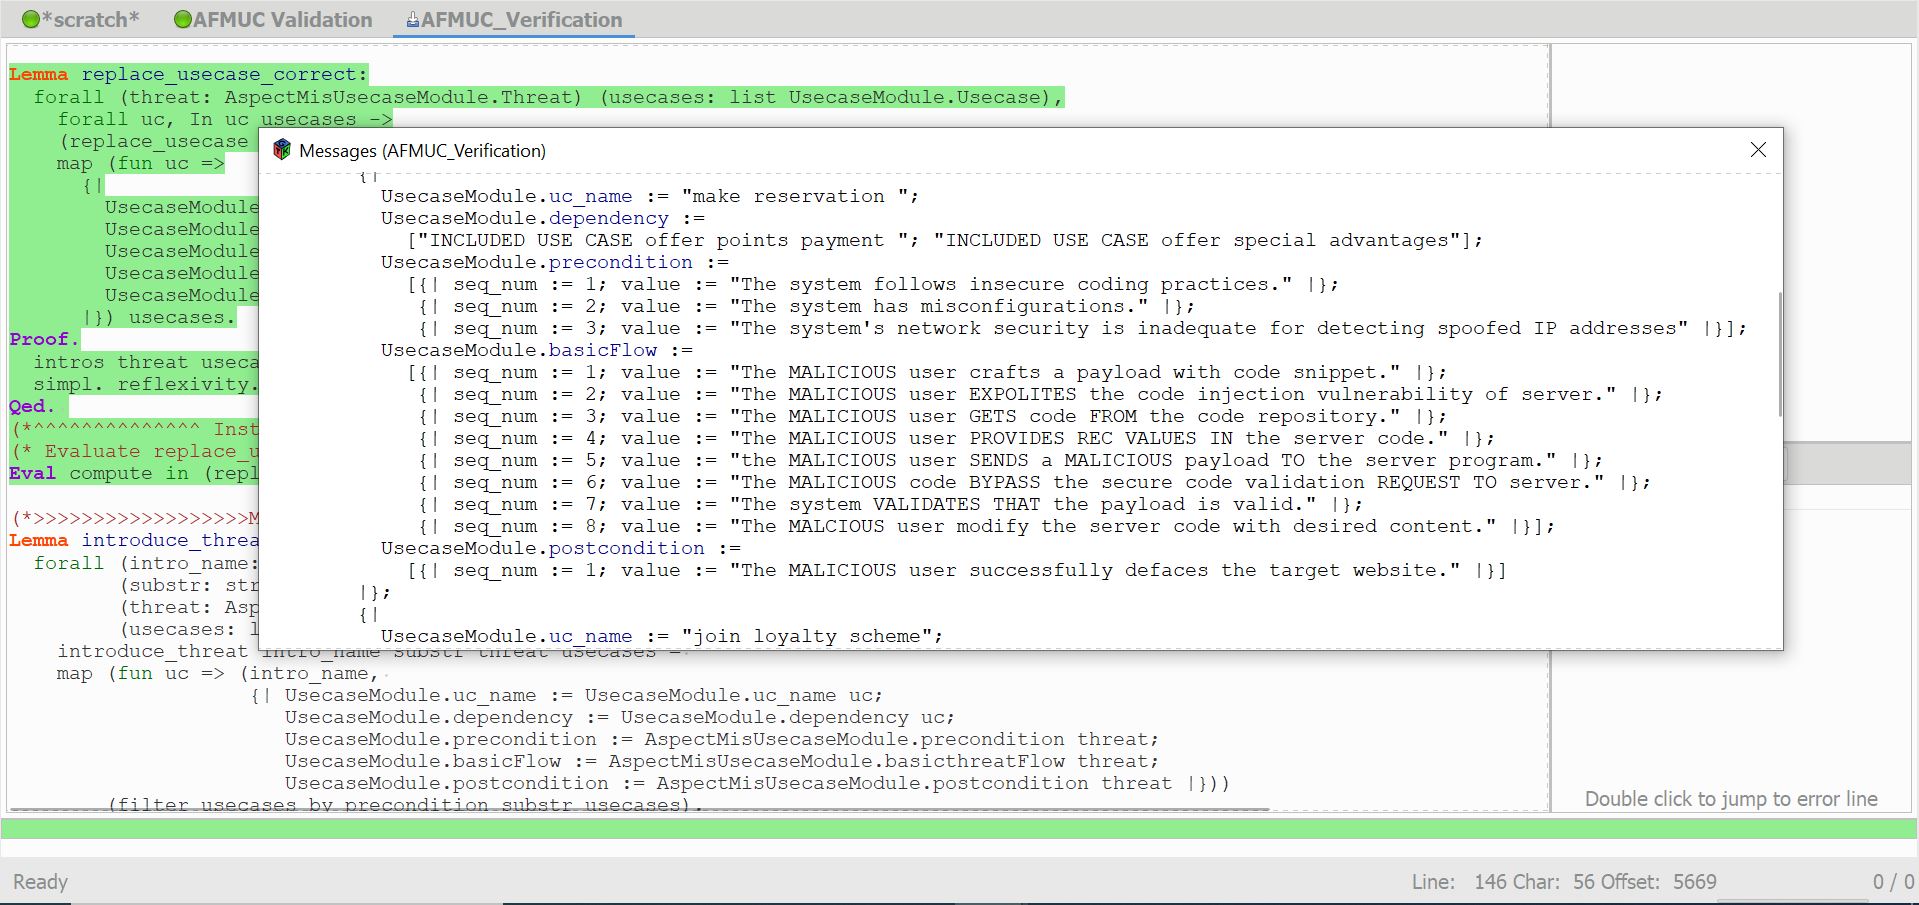 *scratch* AFMUC Validation AFMUC_Verification
Lemma replace_usecase_correct:
forall (threat: AspectMisUsecaseModule.Threat) (usecases: list UsecaseModule.Usecase),
forall uc, In uc usecases ->
(replace_usecase
map (fun uc =>
{|
UsecaseModule
UsecaseModule
UsecaseModule
UsecaseModule
UsecaseModule
|}) usecases.
Proof.
intros threat useca
simpl. reflexivity.
Qed.
(*^^^^^^^^^^^^^^ Inst
(* Evaluate replace_u
Eval compute in (repl
(*>>>>>>>>>>>>>>>>>>M
Lemma introduce_threa
forall (intro_name:
(substr: str
(threat: Asp
(usecases: l
introduce_threat intro_name substr threat usecases =
map (fun uc => (intro_name,
{| UsecaseModule.uc_name := UsecaseModule.uc_name uc;
UsecaseModule.dependency := UsecaseModule.dependency uc;
UsecaseModule.precondition := AspectMisUsecaseModule.precondition threat;
UsecaseModule.basicFlow := AspectMisUsecaseModule.basicthreatFlow threat;
UsecaseModule.postcondition := AspectMisUsecaseModule.postcondition threat |}))
(filter_usecases_by_precondition substr usecases).
Messages (AFMUC_Verification)
{|
UsecaseModule.uc_name := "make reservation ";
UsecaseModule.dependency :=
["INCLUDED USE CASE offer points payment "; "INCLUDED USE CASE offer special advantages"];
UsecaseModule.precondition :=
[{| seq_num := 1; value := "The system follows insecure coding practices." |};
{| seq_num := 2; value := "The system has misconfigurations." |};
{| seq_num := 3; value := "The system's network security is inadequate for detecting spoofed IP addresses" |}];
UsecaseModule.basicFlow :=
[{| seq_num := 1; value := "The MALICIOUS user crafts a payload with code snippet." |};
{| seq_num := 2; value := "The MALICIOUS user EXPOLITES the code injection vulnerability of server." |};
{| seq_num := 3; value := "The MALICIOUS user GETS code FROM the code repository." |};
{| seq_num := 4; value := "The MALICIOUS user PROVIDES REC VALUES IN the server code." |};
{| seq_num := 5; value := "the MALICIOUS user SENDS a MALICIOUS payload TO the server program." |};
{| seq_num := 6; value := "The MALICIOUS code BYPASS the secure code validation REQUEST TO server." |};
{| seq_num := 7; value := "The system VALIDATES THAT the payload is valid." |};
{| seq_num := 8; value := "The MALCIOUS user modify the server code with desired content." |}];
UsecaseModule.postcondition :=
[{| seq_num := 1; value := "The MALICIOUS user successfully defaces the target website." |}]
|};
{|
UsecaseModule.uc_name := "join loyalty scheme";
Double click to jump to error line
Ready Line: 146 Char: 56 Offset: 5669 0 / 0